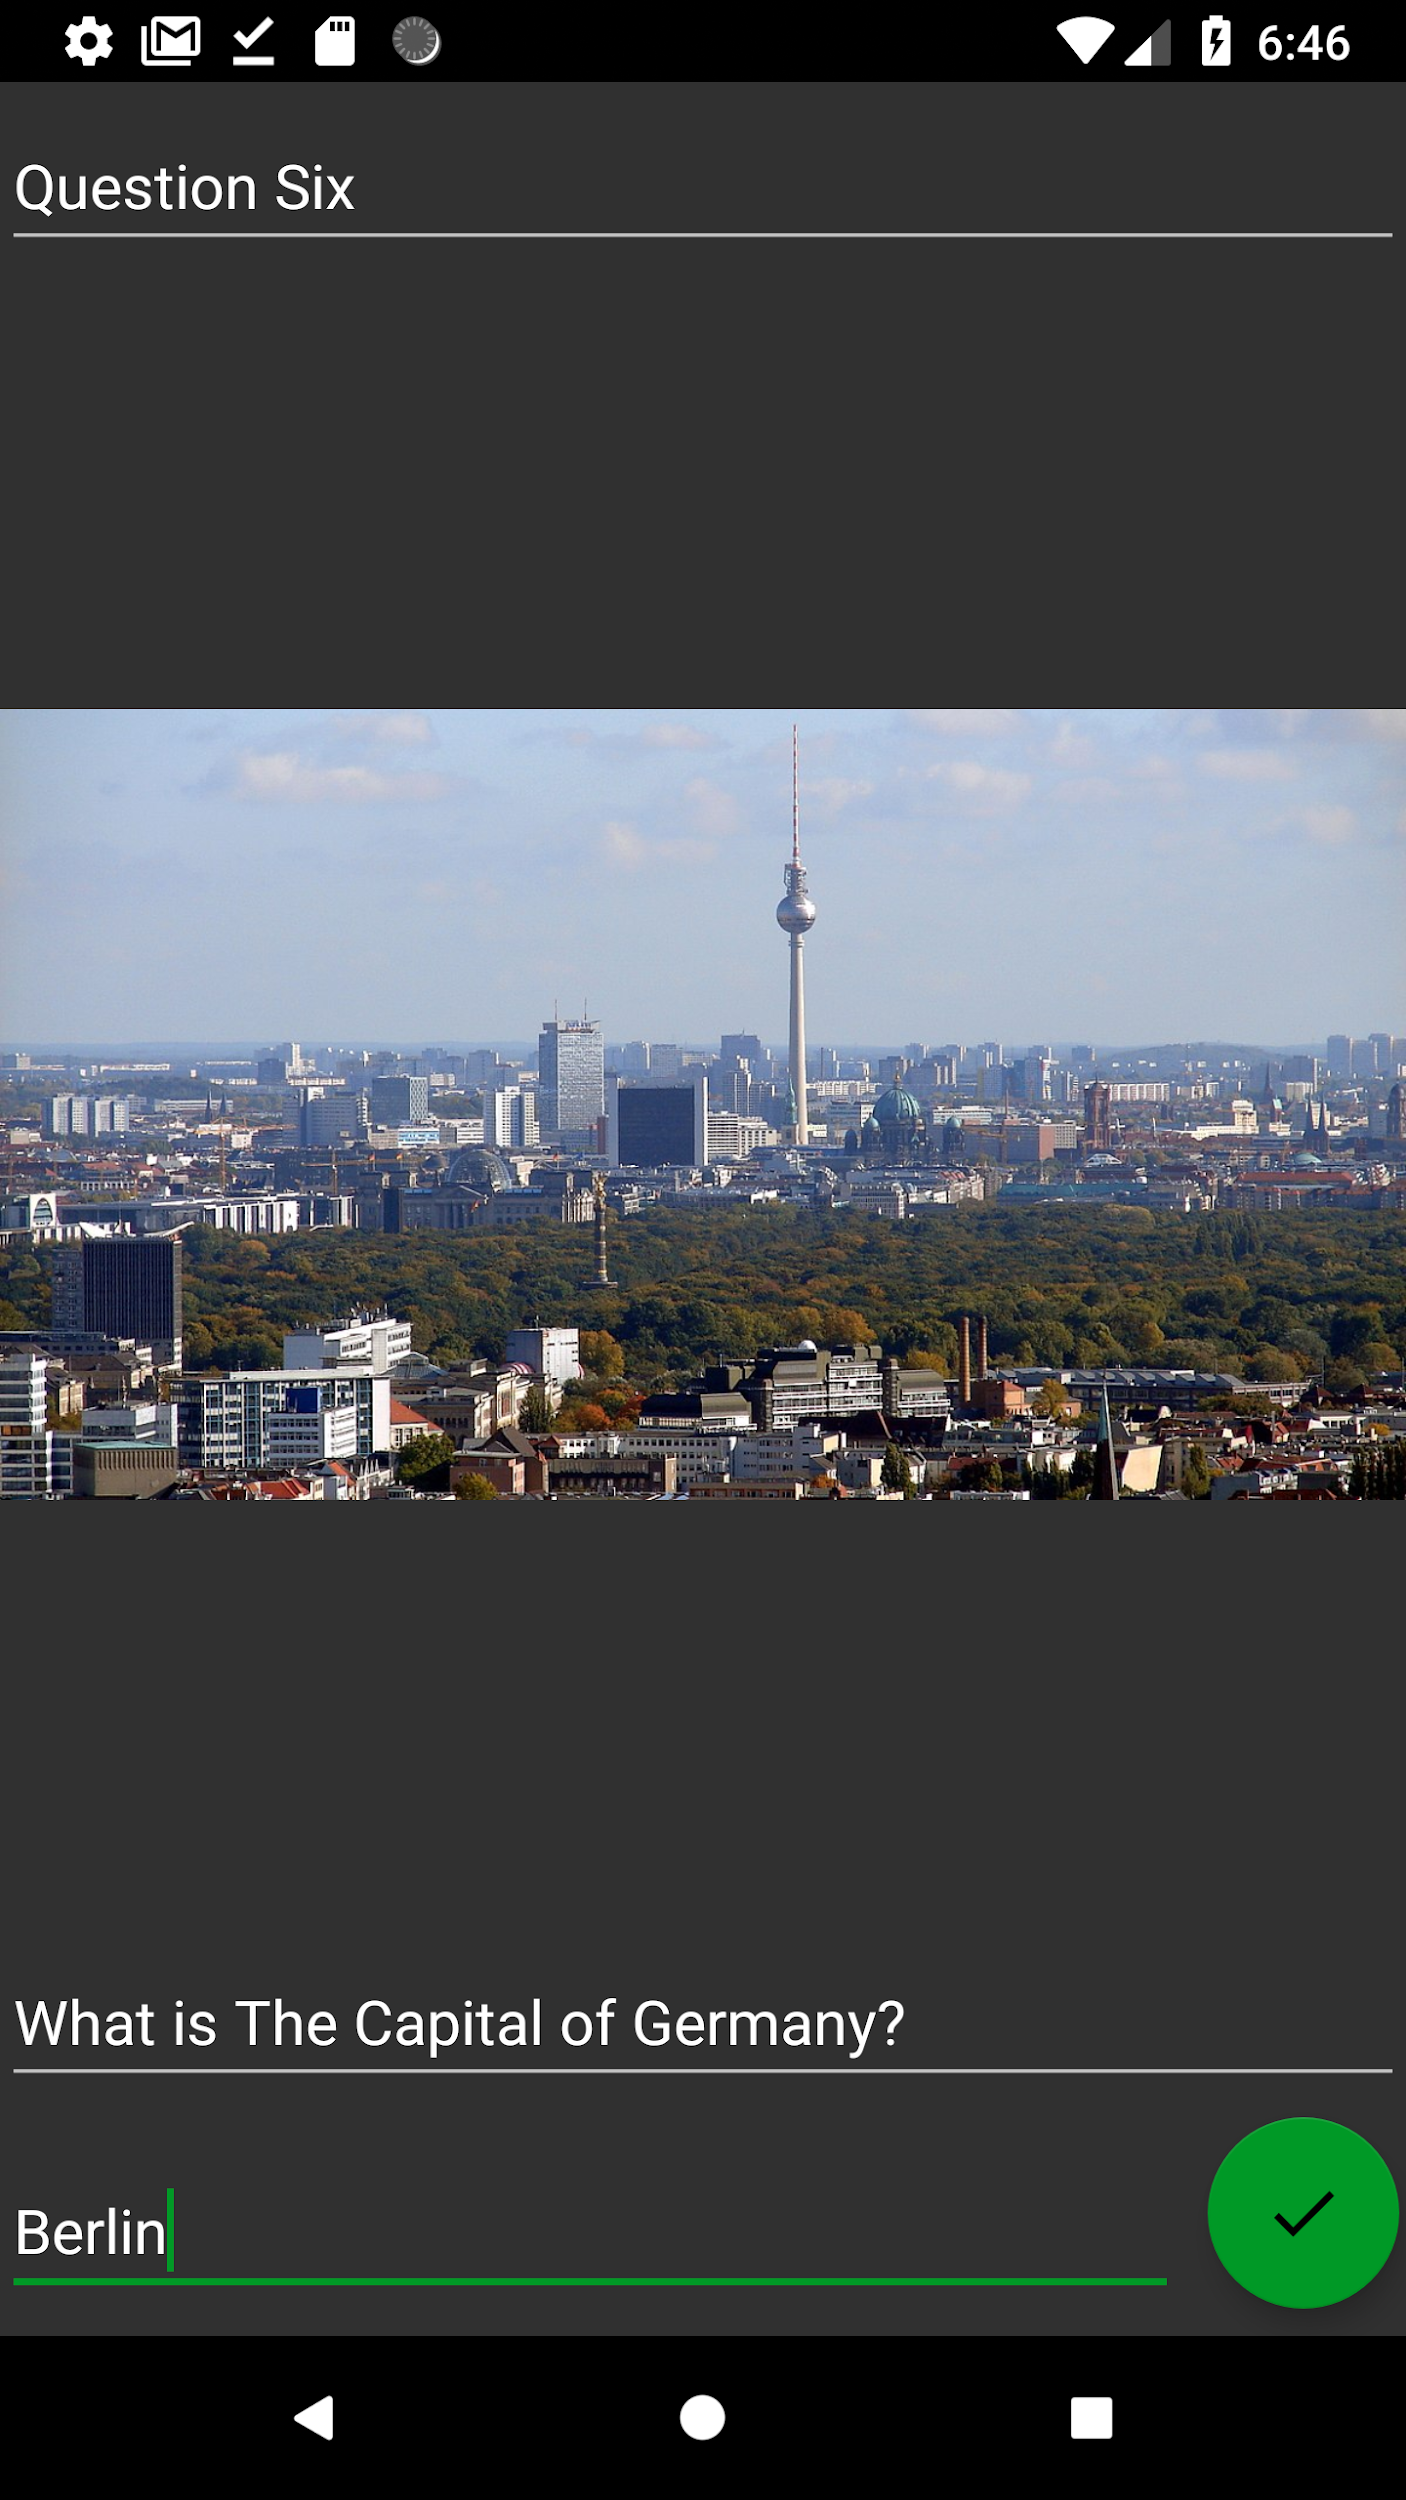 6:46
Question Six
What is The Capital of Germany?
Berlin